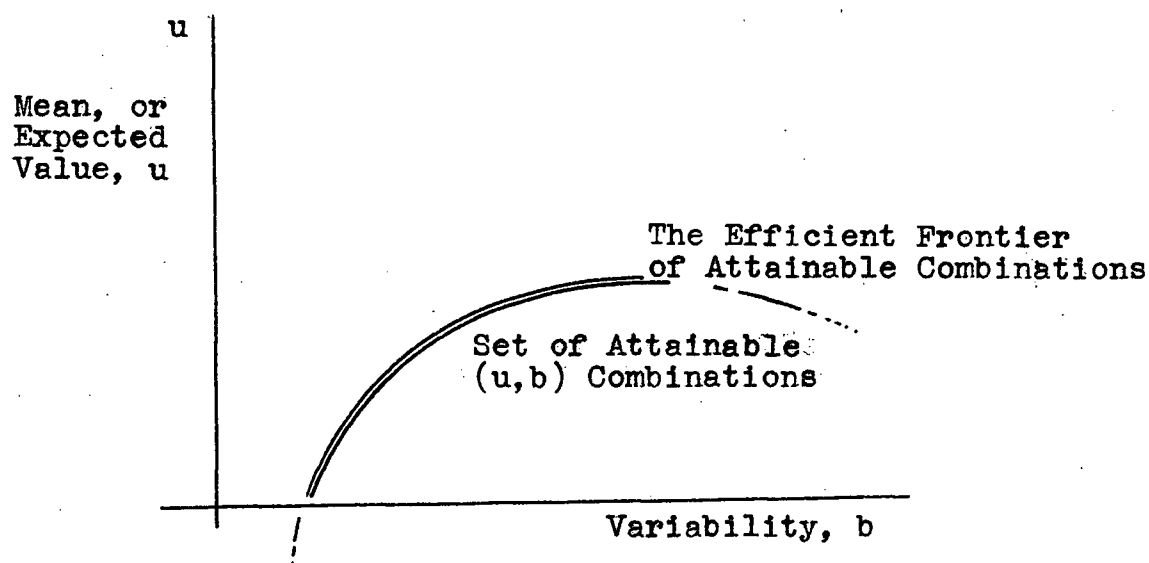 u
Mean, or
Expected
Value, u
The Efficient Frontier
of Attainable Combinations
Set of Attainable
(u,b) Combinations
Variability, b